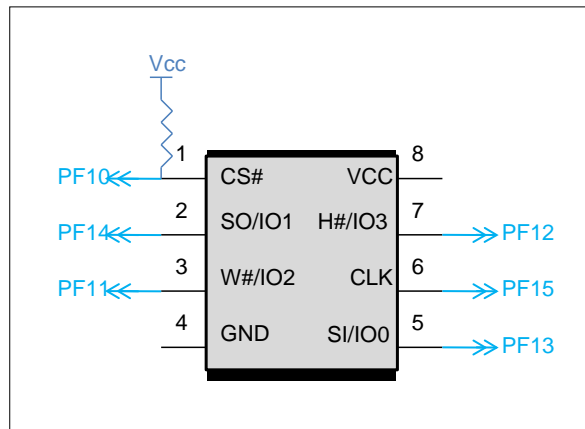 Vcc
1
8
PF10
CS#
VCC
2
7
PF14
SO/IO1
H#/IO3
PF12
3
6
PF11
W#/IO2
CLK
PF15
4
5
GND
SI/IO0
PF13